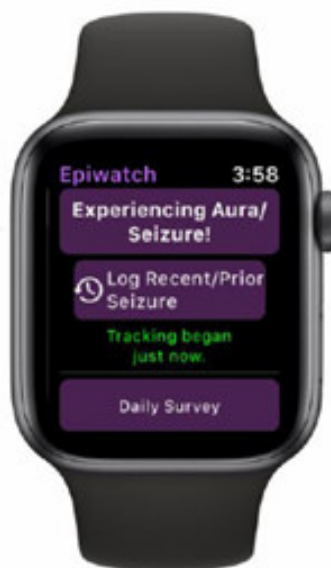 Epiwatch 3:58
Experiencing Aura/
Seizure!
Log Recent/Prior
Seizure
Tracking began
just now.
Daily Survey